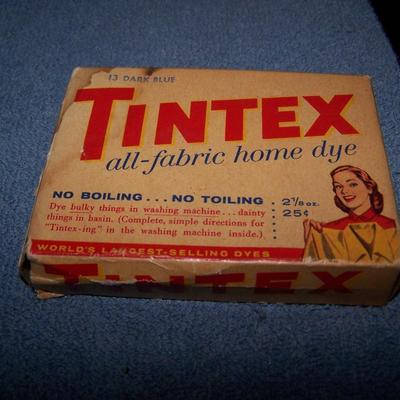 13 DARK BLUE
TINTEX
all-fabric home dye
NO BOILING... NO TOILING
Dye bulky things in washing machine... dainty
things in basin. (Complete, simple directions for
"Tintex-ing" in the washing machine inside.)
2⅛ oz.
25¢
WORLD'S LARGEST-SELLING DYES
TINTEX